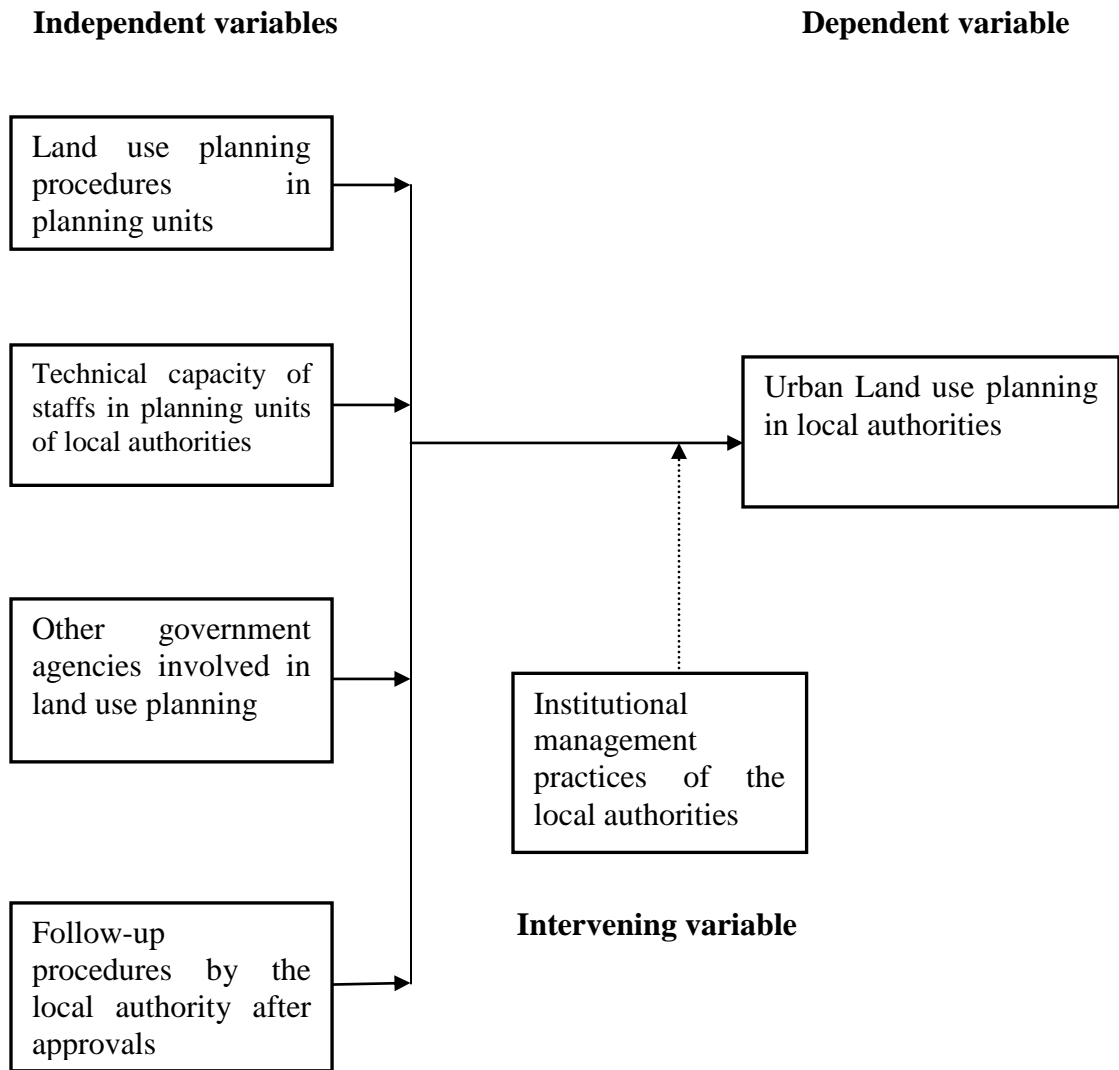 Independent variables
Dependent variable
Land use planning
procedures in
planning units
Technical capacity of
staffs in planning units
of local authorities
Urban Land use planning
in local authorities
Other government
agencies involved in
land use planning
Institutional
management
practices of the
local authorities
Intervening variable
Follow-up
procedures by the
local authority after
approvals